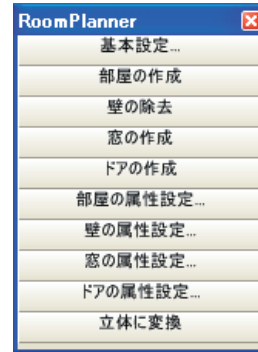 RoomPlanner
基本設定...
部屋の作成
壁の除去
窓の作成
ドアの作成
部屋の属性設定...
壁の属性設定...
窓の属性設定...
ドアの属性設定...
立体に変換